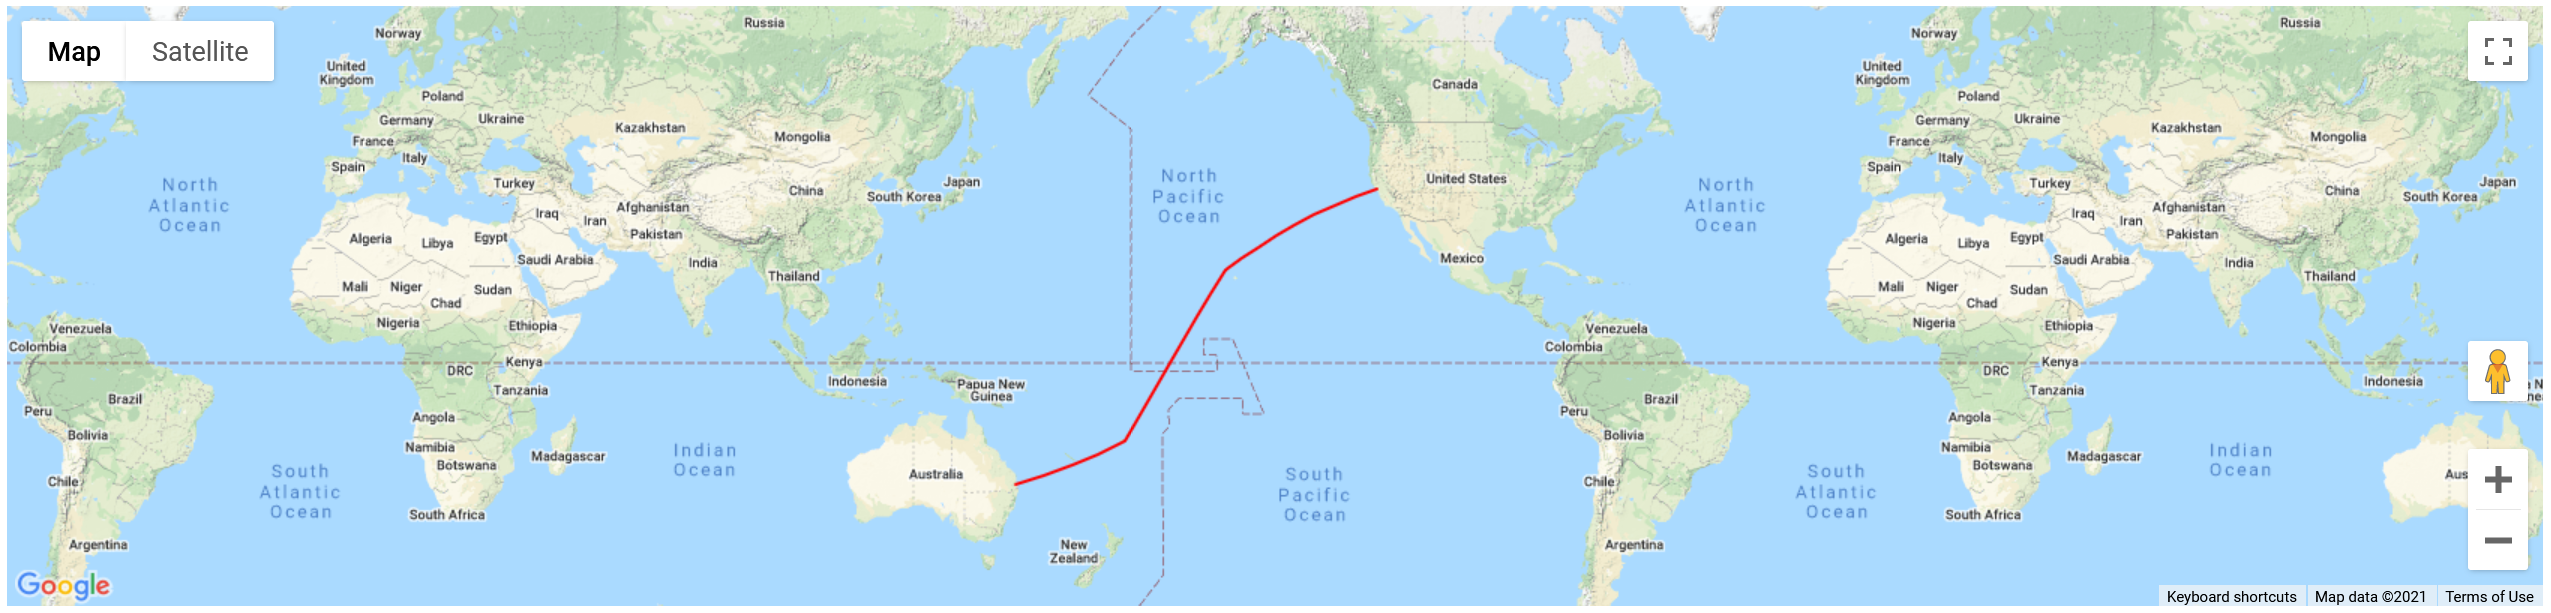 Map
Satellite
Russia
Russia
Norway
Norway
United
Kingdom
United
Kingdom
Canada
Poland
Poland
Germany
Ukraine
Germany
Ukraine
Kazakhstan
Kazakhstan
Mongolia
Mongolia
France
Italy
France
Italy
Spain
Spain
Turkey
Turkey
North
Atlantic
Ocean
North
Pacific
Ocean
North
Atlantic
Ocean
China
South Korea
Japan
United States
China
South Korea
Japan
Iraq
Iran
Afghanistan
Pakistan
Iraq
Iran
Afghanistan
Pakistan
Algeria
Libya
Egypt
Algeria
Libya
Egypt
Saudi Arabia
India
Saudi Arabia
India
Mexico
Thailand
Thailand
Mali
Niger
Chad
Sudan
Mali
Niger
Chad
Sudan
Nigeria
Ethiopia
Nigeria
Ethiopia
Venezuela
Colombia
Venezuela
Colombia
DRC
Kenya
Tanzania
DRC
Kenya
Tanzania
Indonesia
Papua New
Guinea
Indonesia
Peru
Brazil
Peru
Brazil
Bolivia
Bolivia
Angola
Namibia
Botswana
Madagascar
Angola
Namibia
Botswana
Madagascar
Indian
Ocean
Indian
Ocean
Australia
Aus
South
Atlantic
Ocean
South
Pacific
Ocean
South
Atlantic
Ocean
Chile
Chile
South Africa
South Africa
Argentina
New
Zealand
Argentina
Google
Keyboard shortcuts
Map data ©2021
Terms of Use